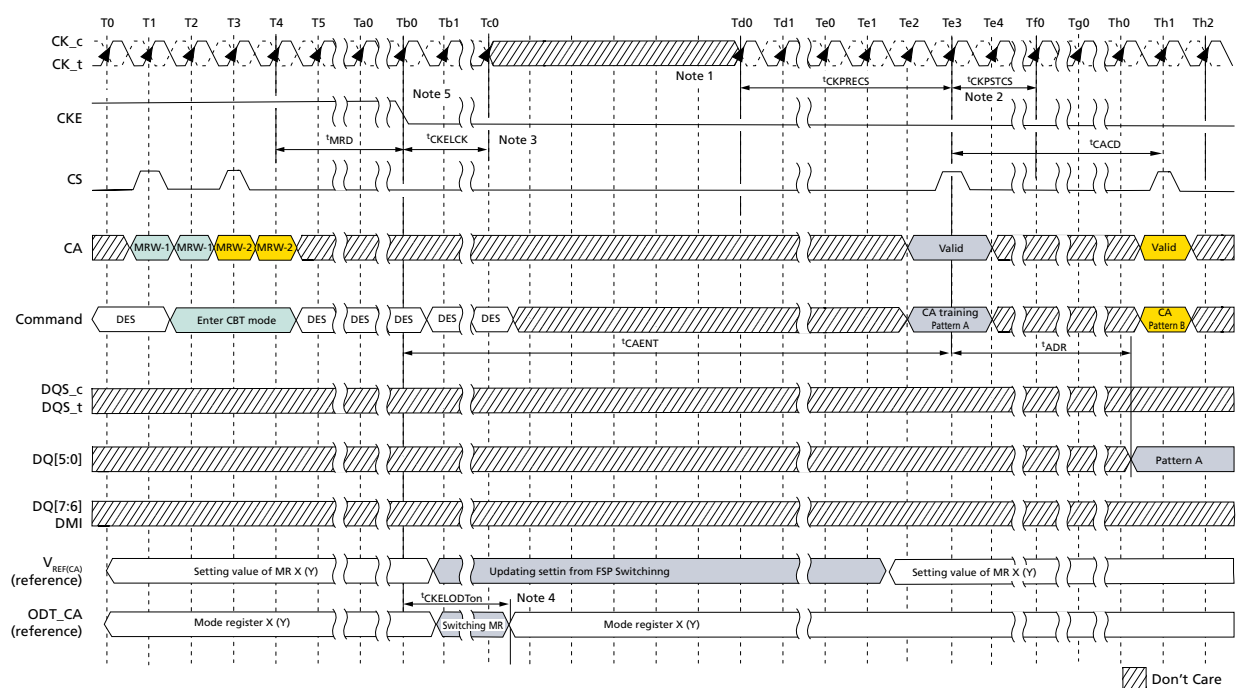 T0 T1 T2 T3 T4 T5 Ta0 Tb0 Tb1 Tc0 Td0 Td1 Te0 Te1 Te2 Te3 Te4 Tf0 Tg0 Th0 Th1 Th2
CK_c
CK_t
Note 1
tCKPRECS
tCKPSTCS
Note 2
Note 5
CKE
tMRD
tCKELCK
Note 3
tCACD
CS
CA
MRW-1 MRW-1 MRW-2 MRW-2 Valid Valid
Command
DES Enter CBT mode DES DES DES DES DES CA training Pattern A CA Pattern B
tCAENT
tADR
DQS_c
DQS_t
DQ[5:0]
Pattern A
DQ[7:6]
DMI
VREF(CA)
(reference)
Setting value of MR X (Y) Updating settin from FSP Switchinng Setting value of MR X (Y)
tCKELODTon
Note 4
ODT_CA
(reference)
Mode register X (Y) Switching MR Mode register X (Y)
Don't Care